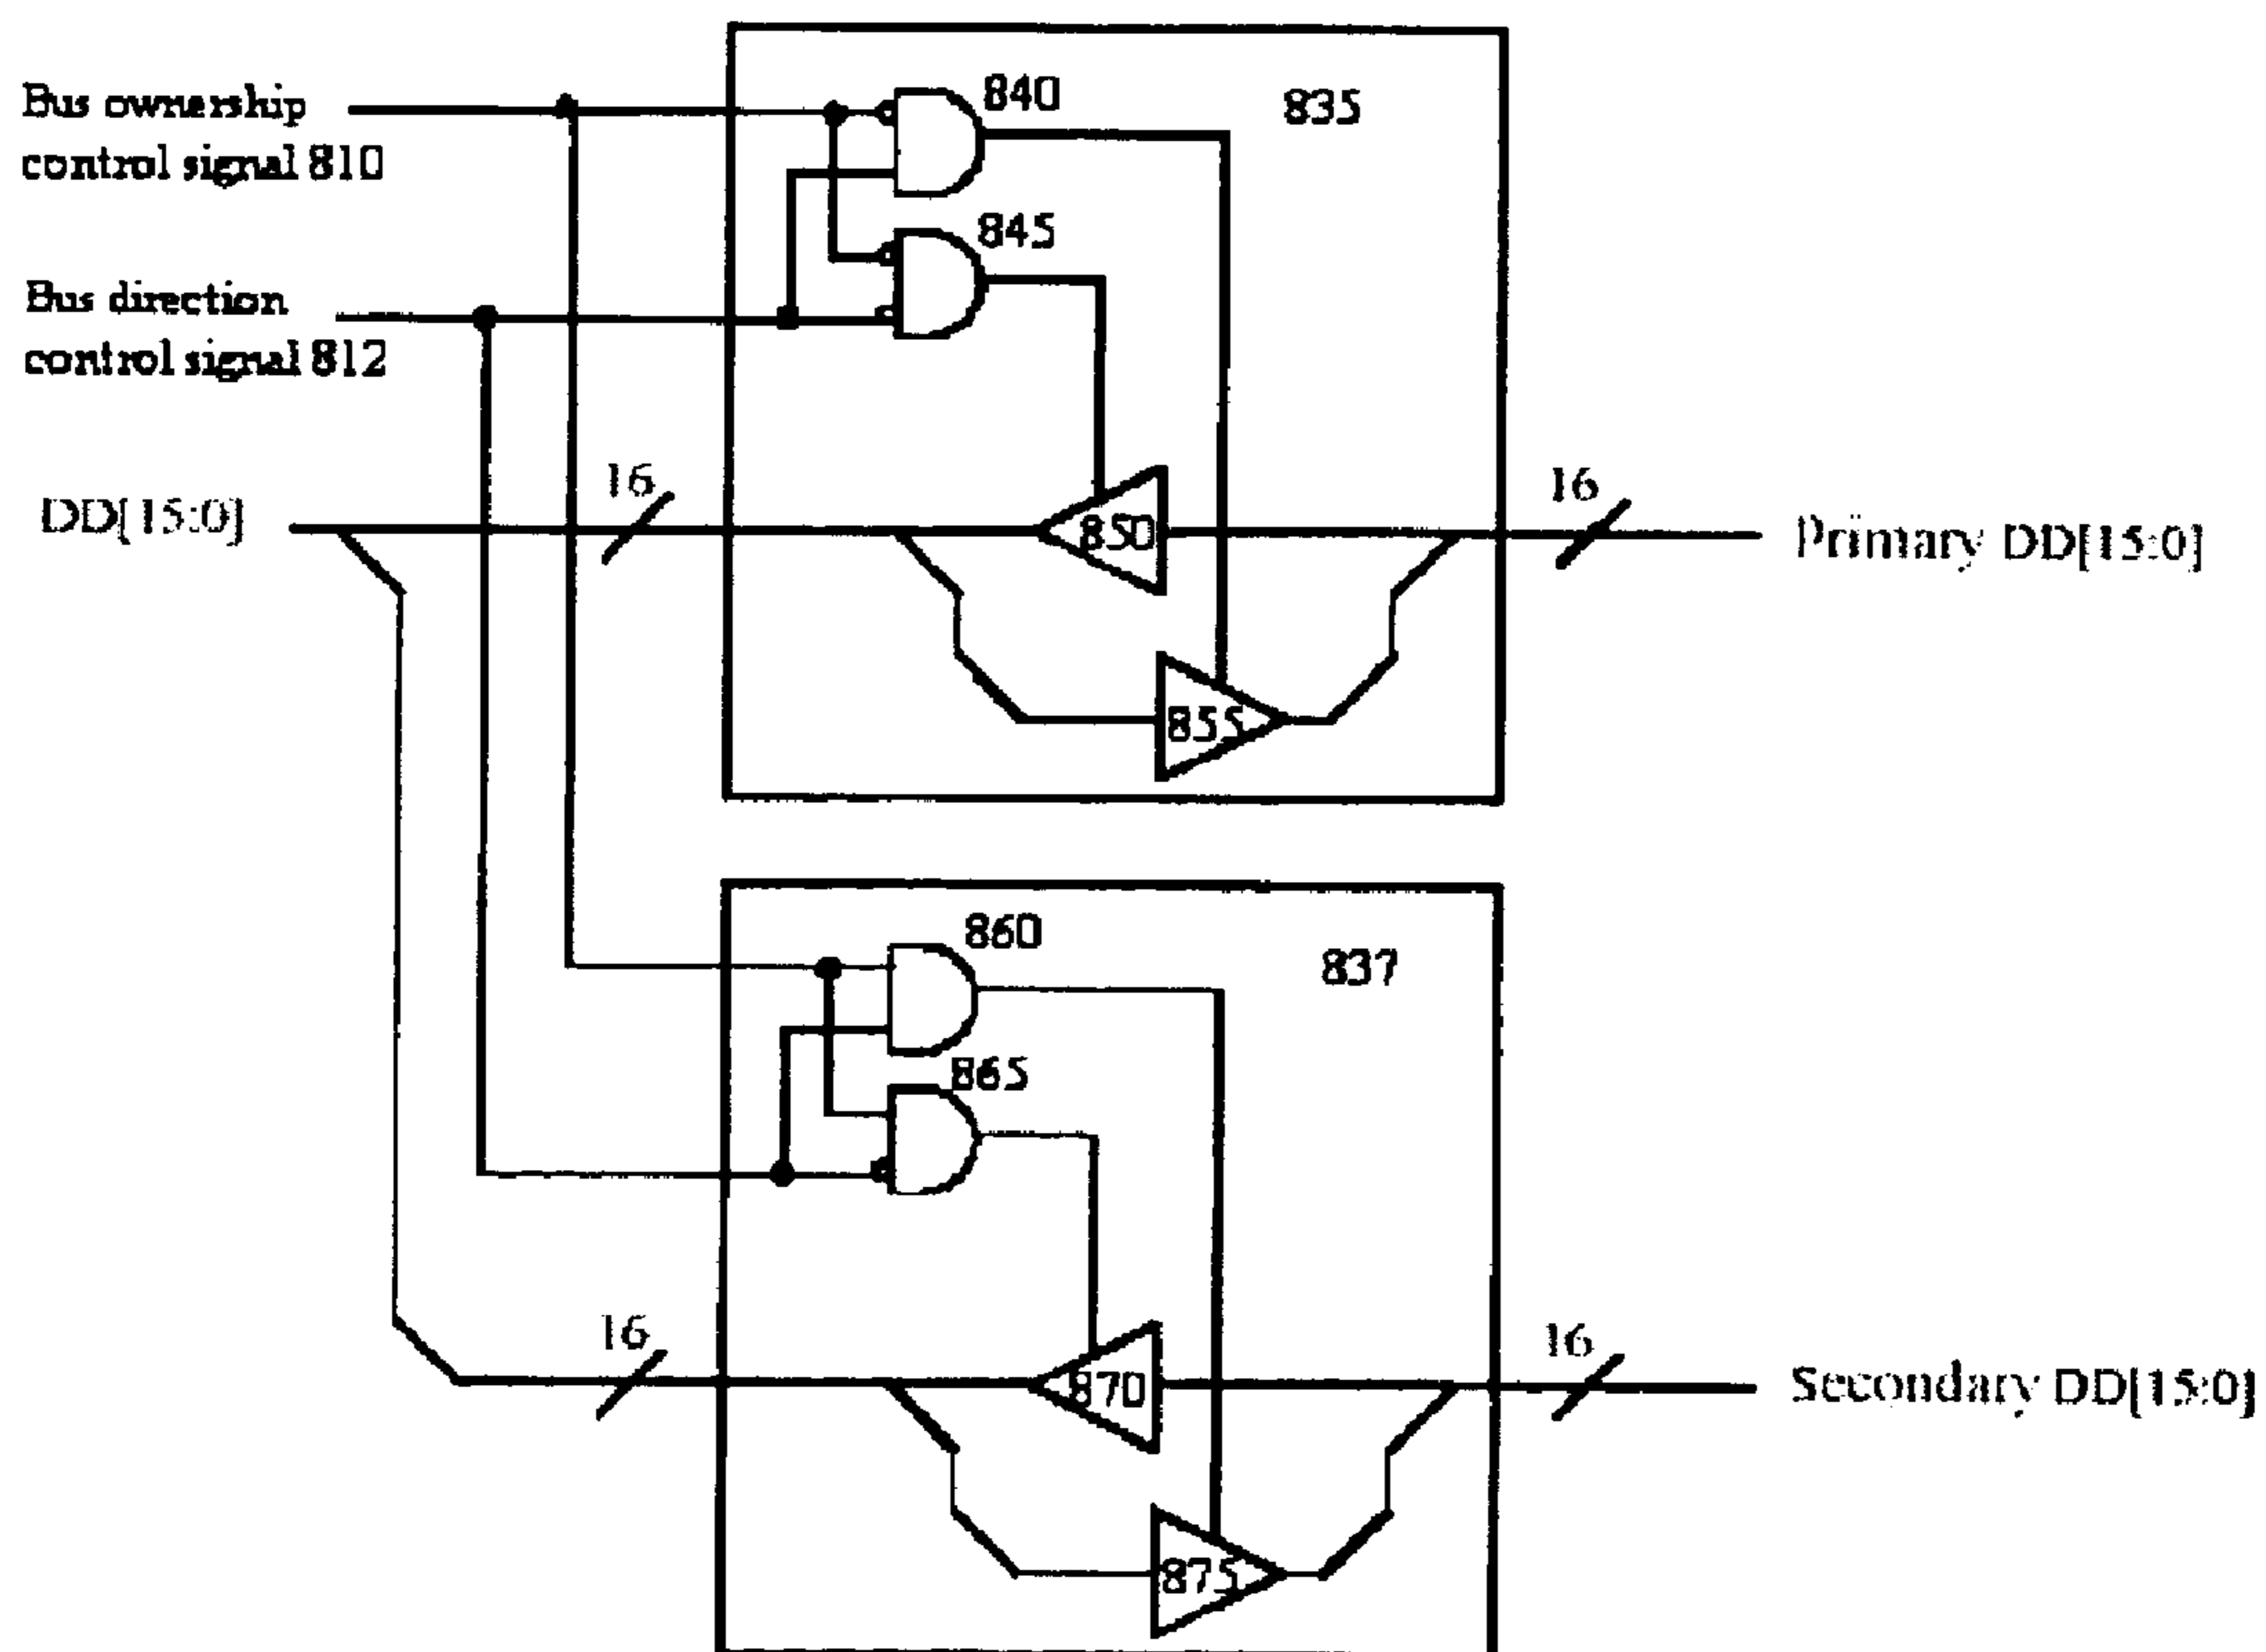 840
835
Bus ownership
control signal 810
845
Bus direction
control signal 812
16
16
DD[15:0]
850
Primary DD[15:0]
855
860
837
865
16
16
870
Secondary DD[15:0]
875